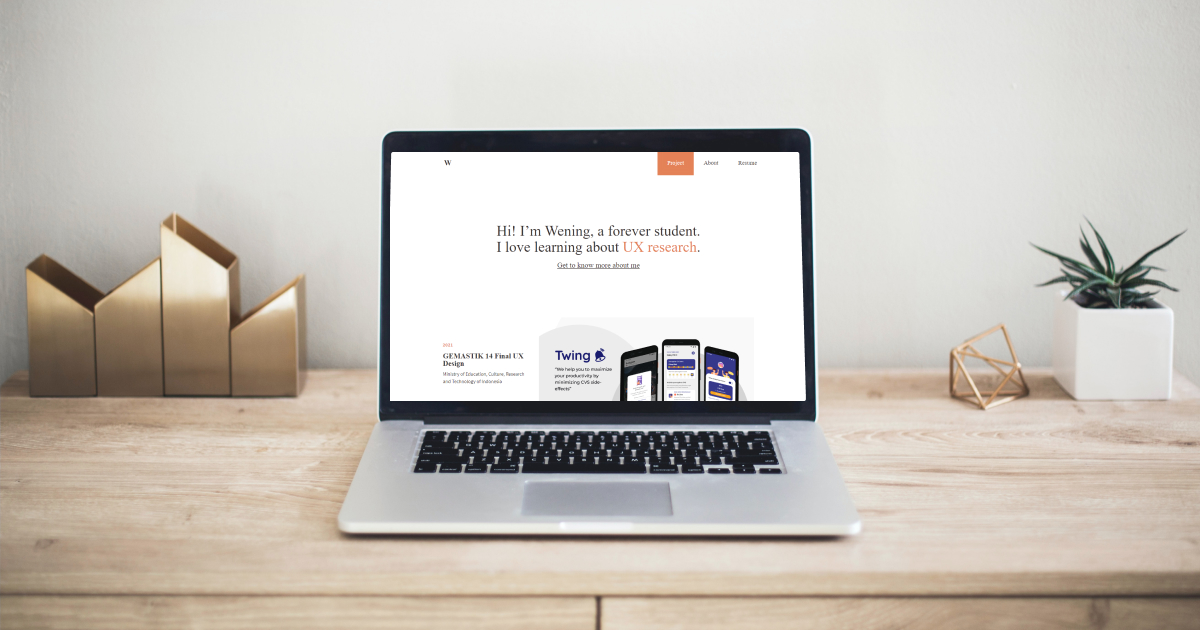 W
Project
About
Resume
Hi! I'm Wening, a forever student.
I love learning about UX research.
Get to know more about me
2021
GEMASTIK 14 Final UX
Design
Ministry of Education, Culture, Research
and Technology of Indonesia
Twing
"We help you to maximize
your productivity by
minimizing CVS side-
effects"